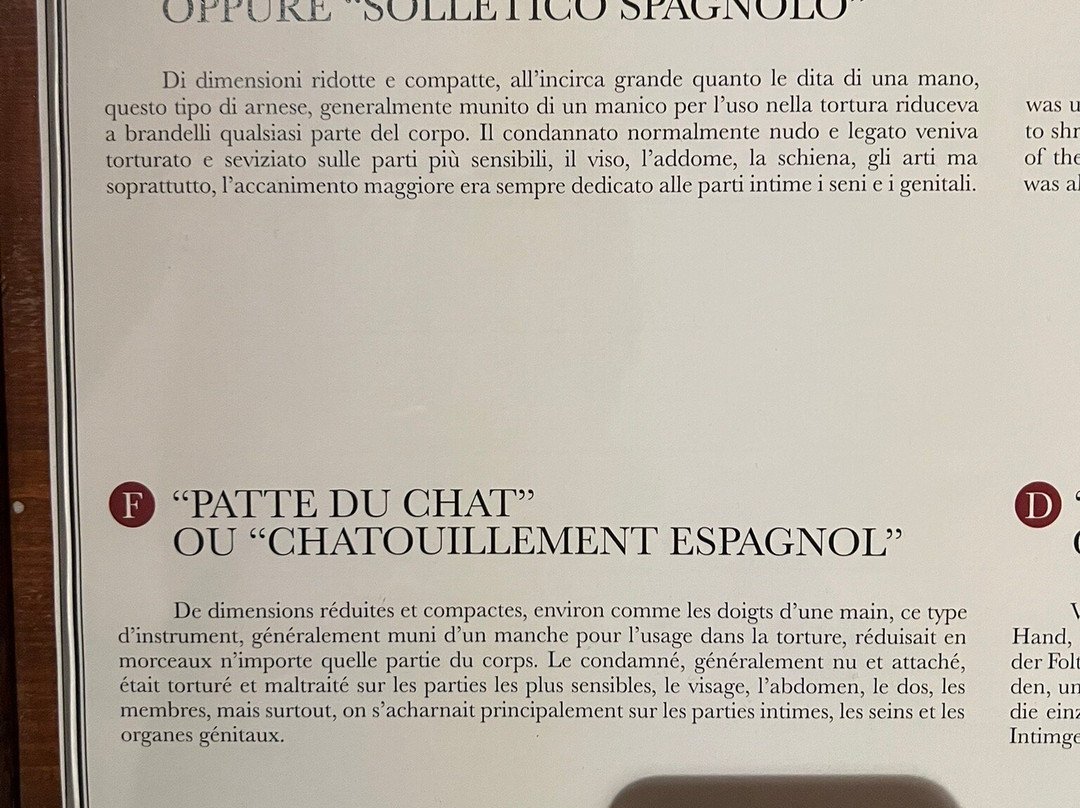 OPPURE “SOLLETICO SPAGNOLO”
Di dimensioni ridotte e compatte, all’incirca grande quanto le dita di una mano,
questo tipo di arnese, generalmente munito di un manico per l’uso nella tortura riduceva
a brandelli qualsiasi parte del corpo. Il condannato normalmente nudo e legato veniva
torturato e seviziato sulle parti più sensibili, il viso, l’addome, la schiena, gli arti ma
soprattutto, l’accanimento maggiore era sempre dedicato alle parti intime i seni e i genitali.
was
to
of the
was
F “PATTE DU CHAT”
OU “CHATOUILLEMENT ESPAGNOL”
De dimensions réduites et compactes, environ comme les doigts d’une main, ce type
d’instrument, généralement muni d’un manche pour l’usage dans la torture, réduisait en
morceaux n’importe quelle partie du corps. Le condamné, généralement nu et attaché,
était torturé et maltraité sur les parties les plus sensibles, le visage, l’abdomen, le dos, les
membres, mais surtout, on s’acharnait principalement sur les parties intimes, les seins et les
organes génitaux.
D
Hand,
der
den,
die